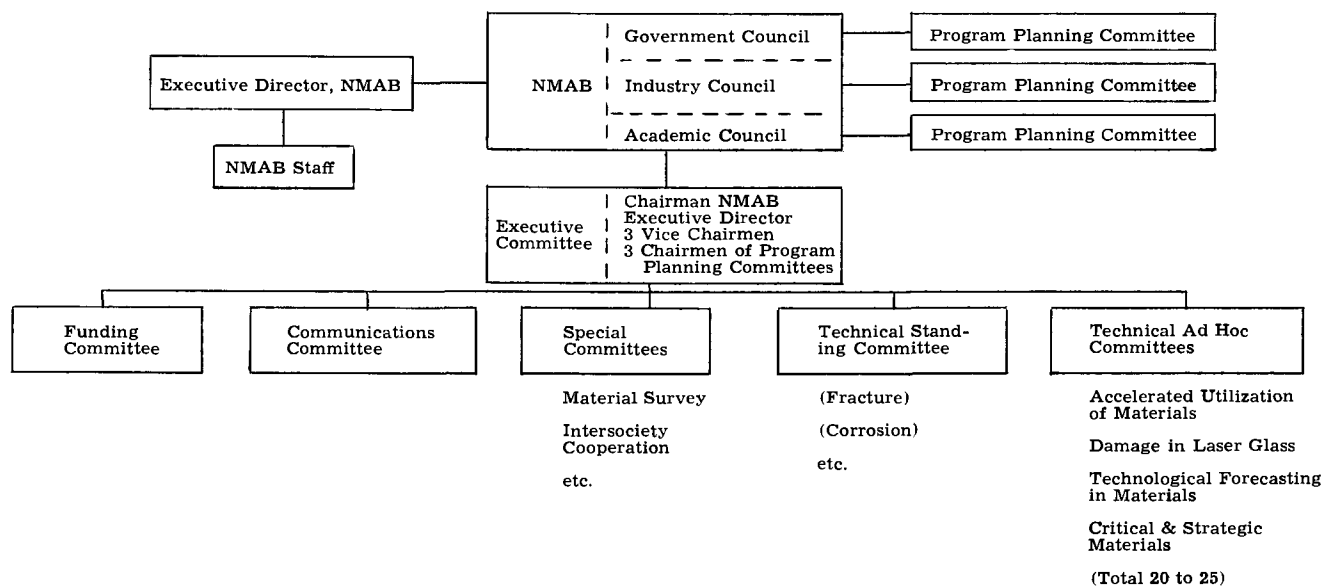 Executive Director, NMAB
NMAB Staff
NMAB
Government Council
Industry Council
Academic Council
Program Planning Committee
Program Planning Committee
Program Planning Committee
Executive
Committee
Chairman NMAB
Executive Director
3 Vice Chairmen
3 Chairmen of Program
Planning Committees
Funding
Committee
Communications
Committee
Special
Committees
Material Survey
Intersociety
Cooperation
etc.
Technical Stand-
ing Committee
(Fracture)
(Corrosion)
etc.
Technical Ad Hoc
Committees
Accelerated Utilization
of Materials
Damage in Laser Glass
Technological Forecasting
in Materials
Critical & Strategic
Materials
(Total 20 to 25)